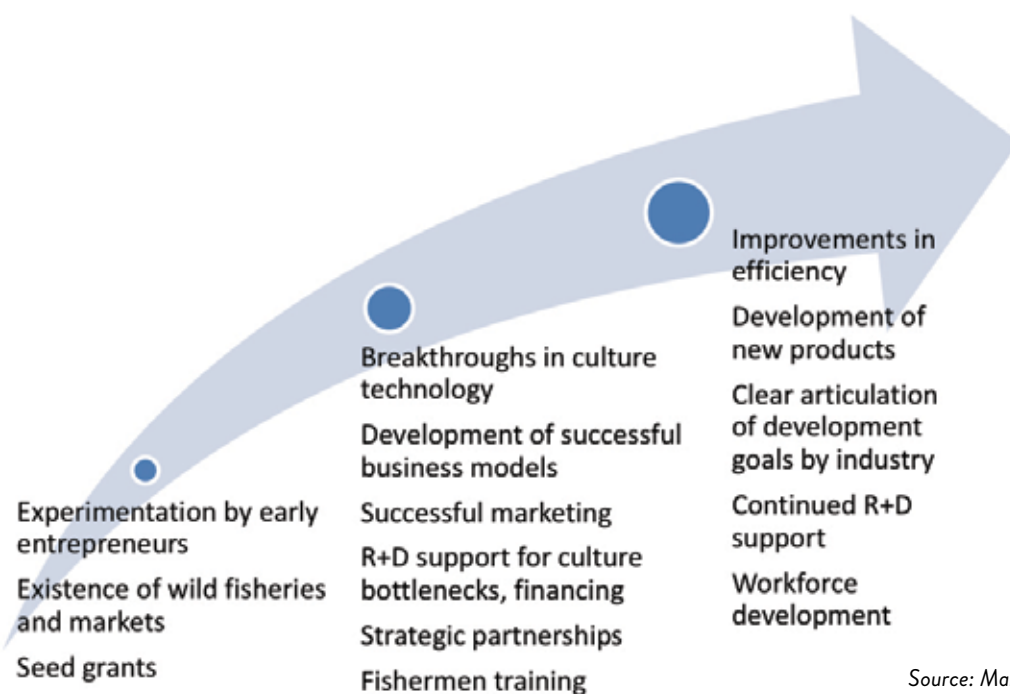 Experimentation by early
entrepreneurs
Existence of wild fisheries
and markets
Seed grants
Breakthroughs in culture
technology
Development of successful
business models
Successful marketing
R+D support for culture
bottlenecks, financing
Strategic partnerships
Fishermen training
Improvements in
efficiency
Development of
new products
Clear articulation
of development
goals by industry
Continued R+D
support
Workforce
development
Source: Ma